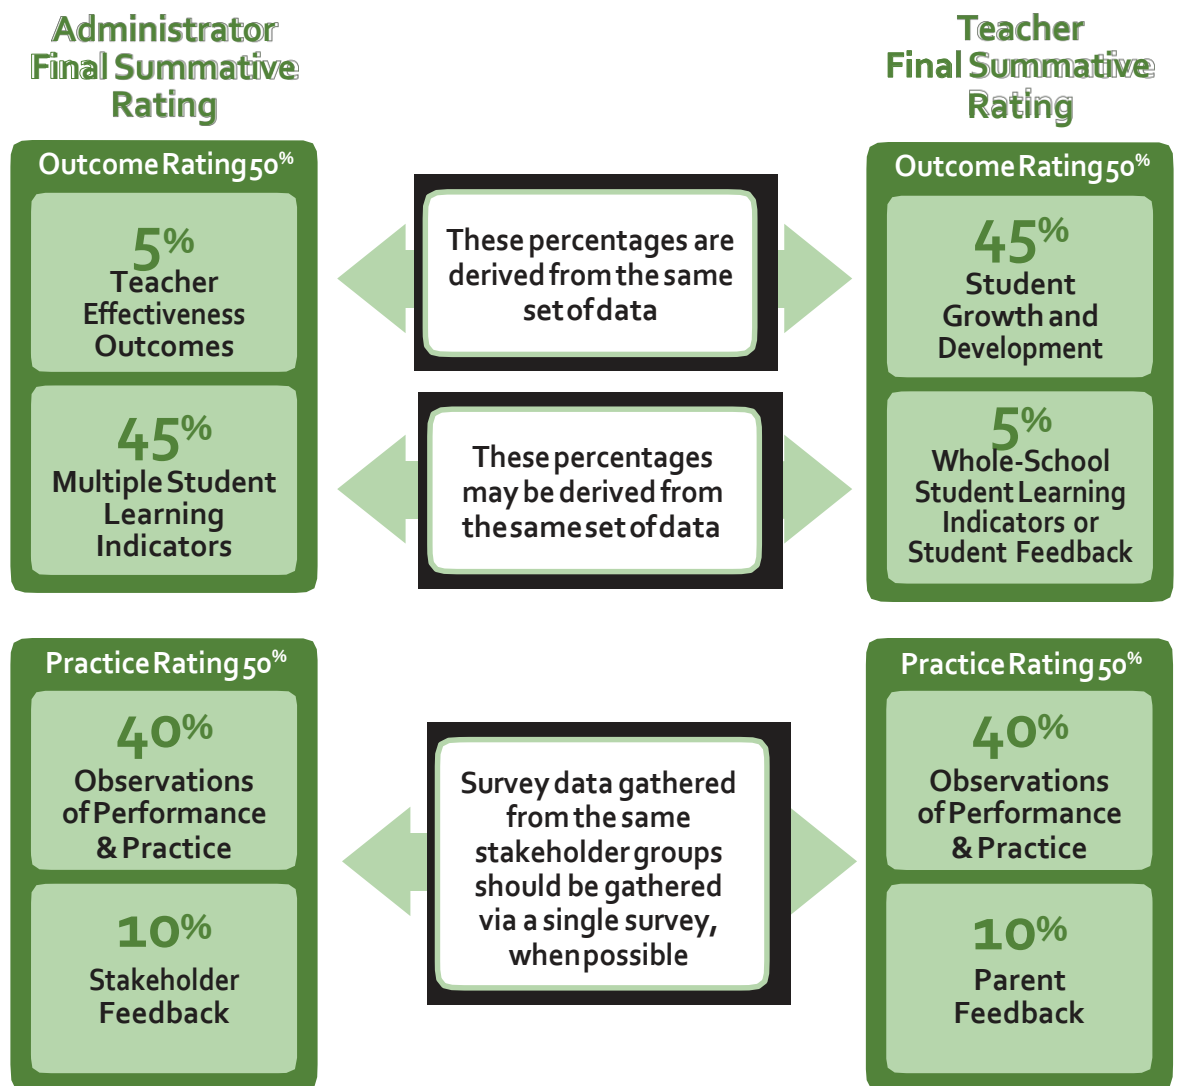 Administrator
Final Summative
Rating
Outcome Rating 50%
5%
Teacher
Effectiveness
Outcomes
45%
Multiple Student
Learning
Indicators
Practice Rating 50%
40%
Observations
of Performance
& Practice
10%
Stakeholder
Feedback
These percentages are
derived from the same
set of data
These percentages
may be derived from
the same set of data
Survey data gathered
from the same
stakeholder groups
should be gathered
via a single survey,
when possible
Teacher
Final Summative
Rating
Outcome Rating 50%
45%
Student
Growth and
Development
5%
Whole-School
Student Learning
Indicators or
Student Feedback
Practice Rating 50%
40%
Observations
of Performance
& Practice
10%
Parent
Feedback